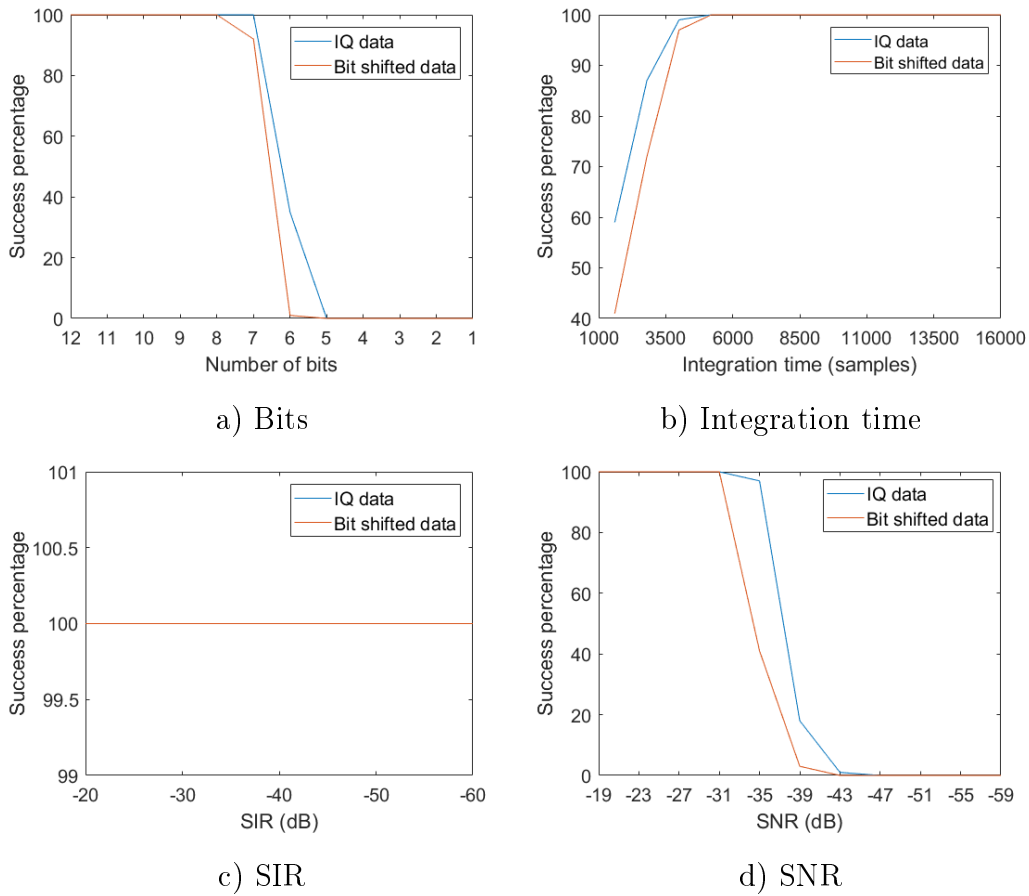 Success percentage
100
80
60
40
20
0
IQ data
Bit shifted data
12 11 10 9 8 7 6 5 4 3 2 1
Number of bits
a) Bits
Success percentage
100
90
80
70
60
50
40
IQ data
Bit shifted data
1000 3500 6000 8500 11000 13500 16000
Integration time (samples)
b) Integration time
Success percentage
101
100.5
100
99.5
99
IQ data
Bit shifted data
-20 -30 -40 -50 -60
SIR (dB)
c) SIR
Success percentage
100
80
60
40
20
0
IQ data
Bit shifted data
-19 -23 -27 -31 -35 -39 -43 -47 -51 -55 -59
SNR (dB)
d) SNR